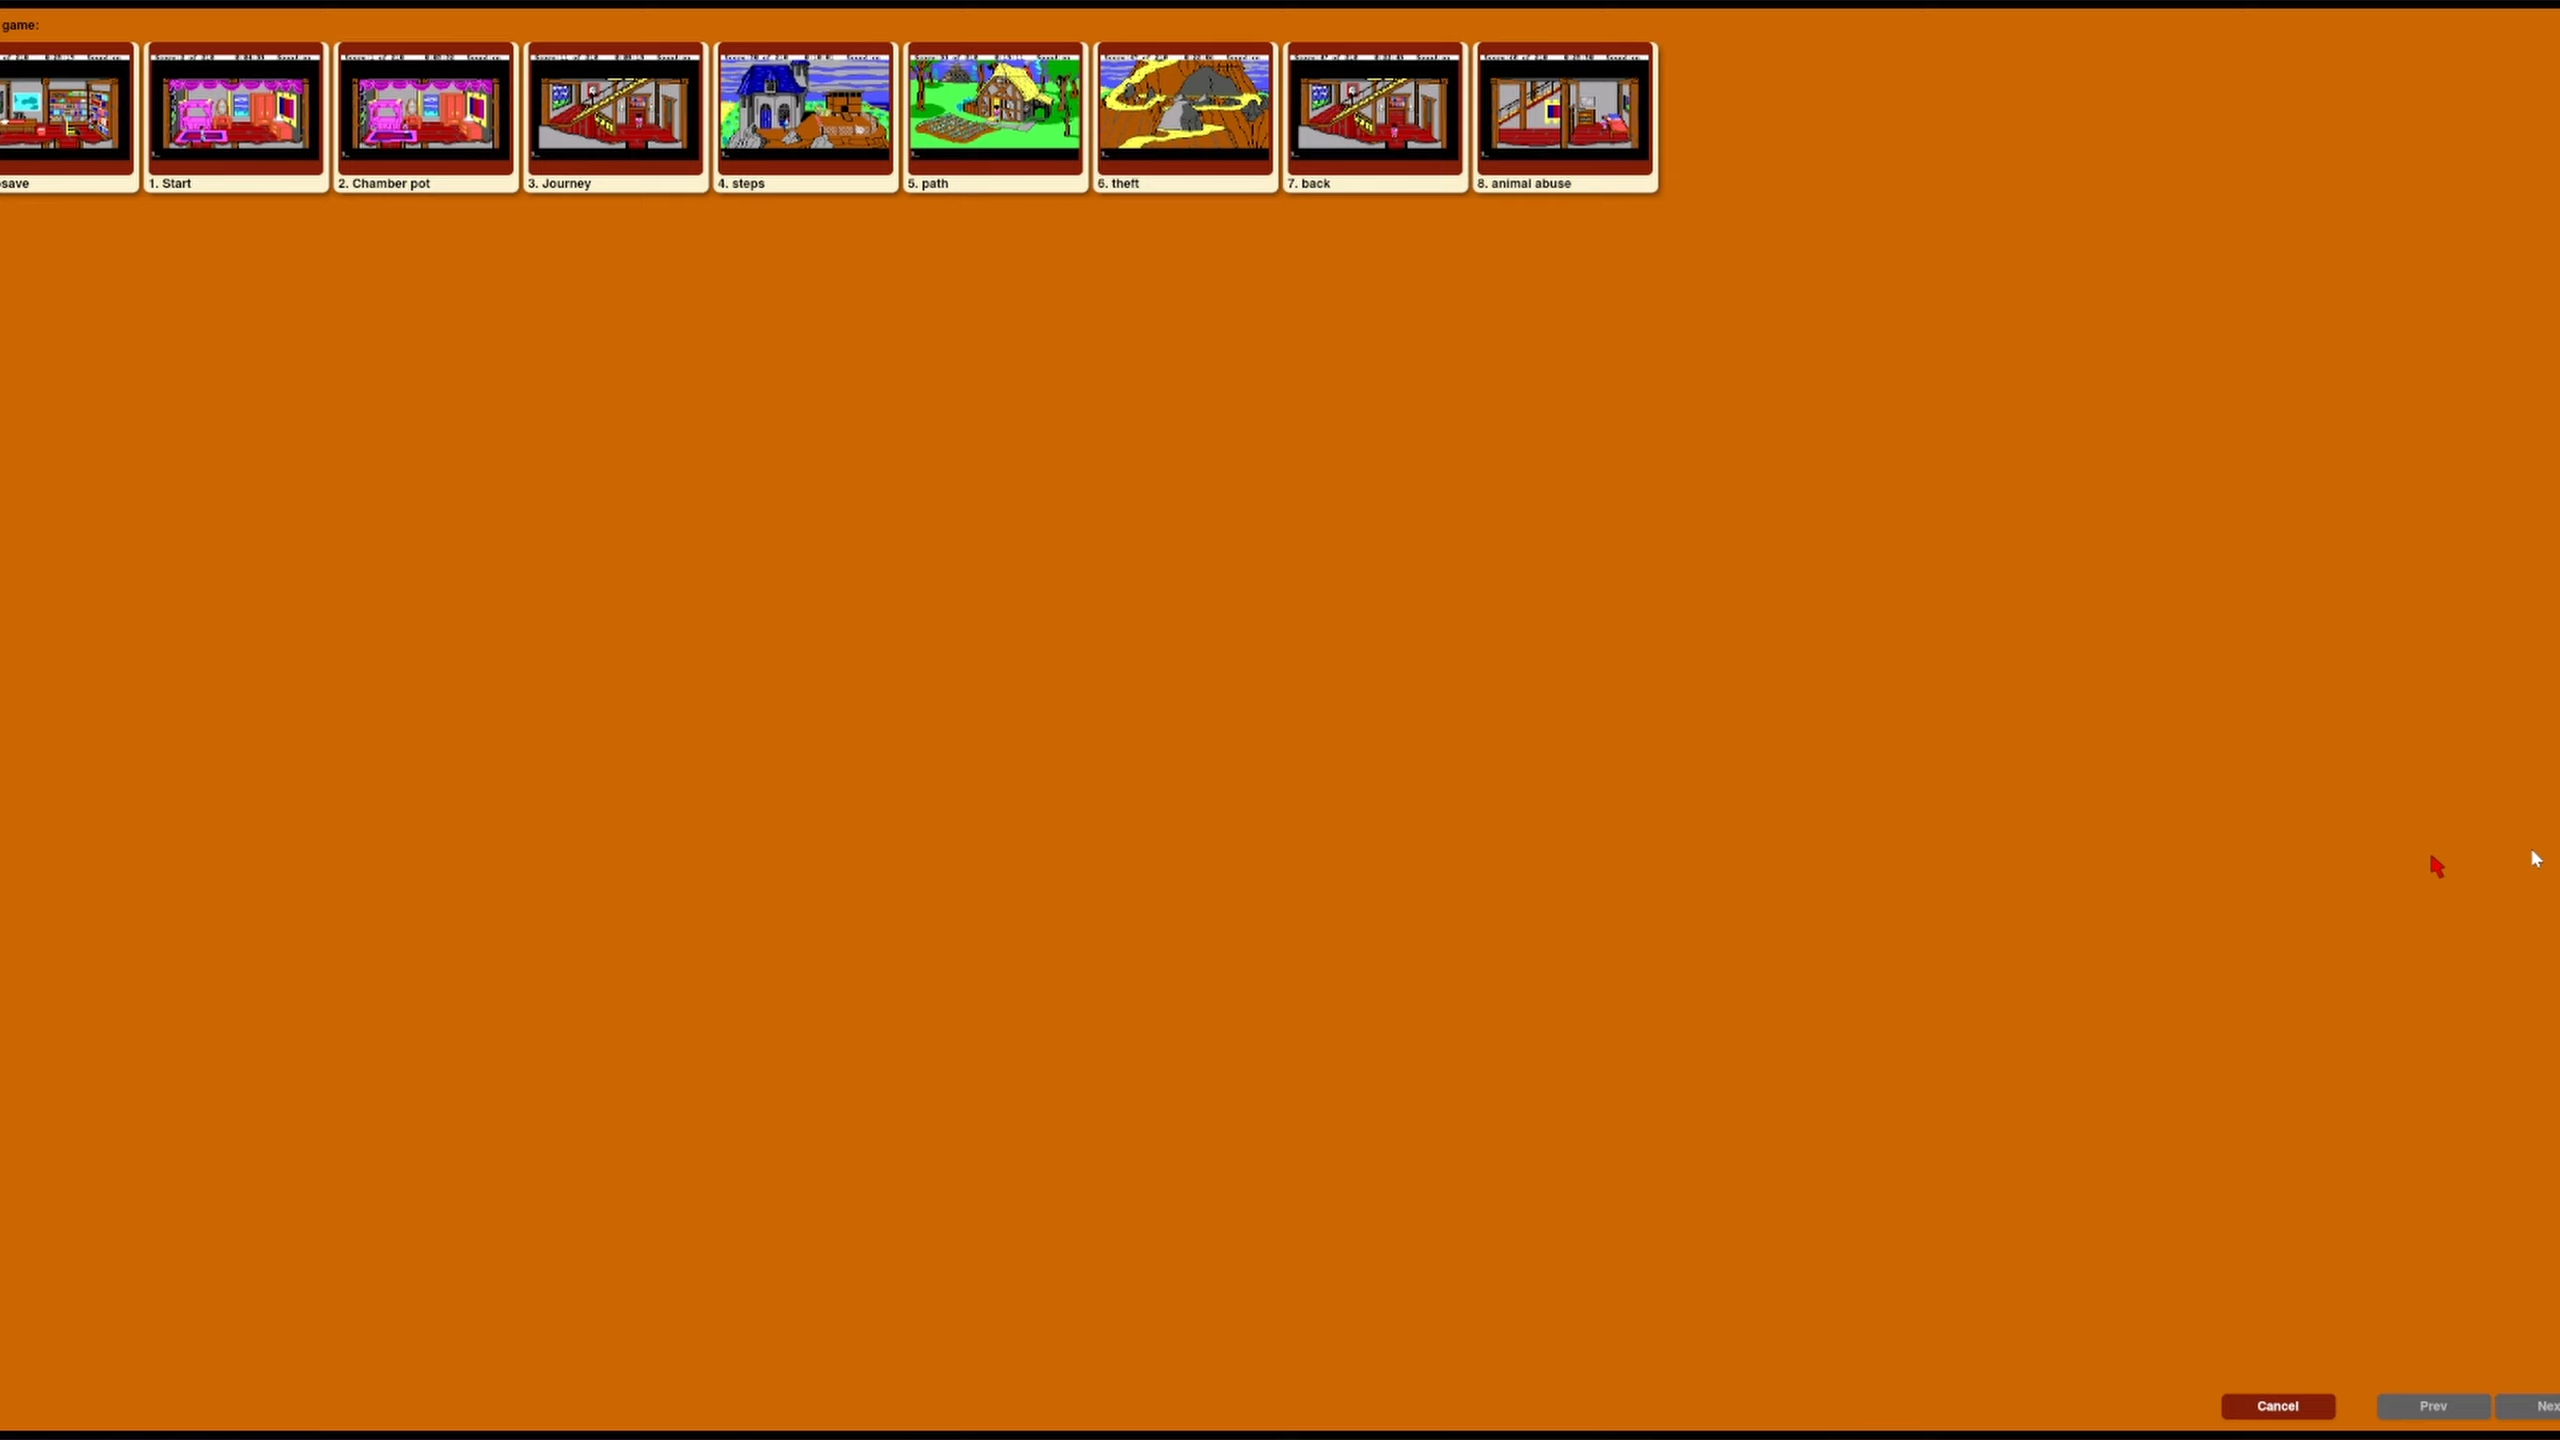 game:
save
1. Start
2. Chamber pot
3. Journey
4. steps
5. path
6. theft
7. back
8. animal abuse
Cancel
Prev
Nex